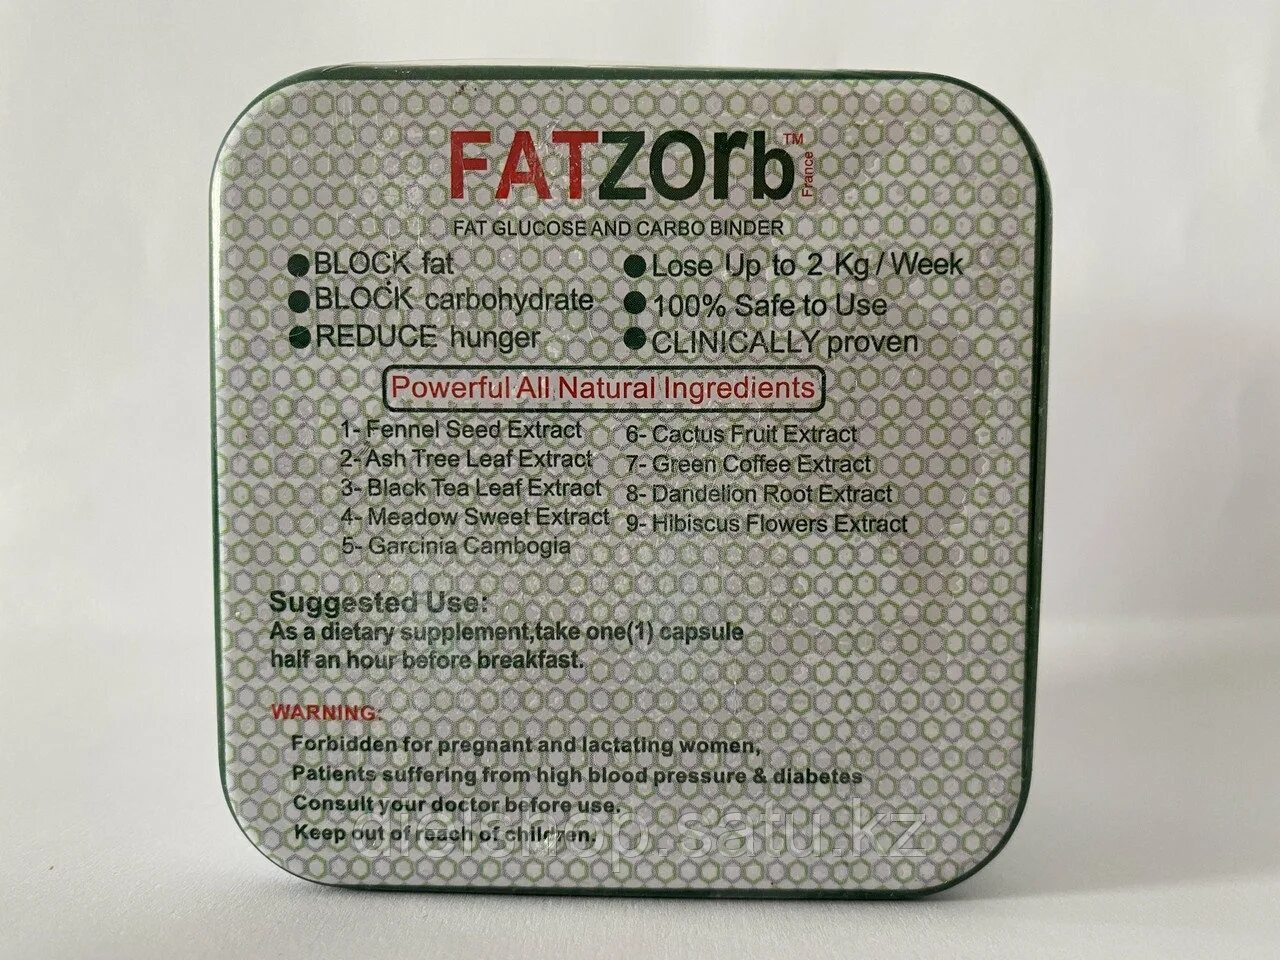 FATZOrb™ France
FAT GLUCOSE AND CARBO BINDER
BLOCK fat
BLOCK carbohydrate
REDUCE hunger
Lose Up to 2 Kg / Week
100% Safe to Use
CLINICALLY proven
Powerful All Natural Ingredients
1- Fennel Seed Extract
2- Ash Tree Leaf Extract
3- Black Tea Leaf Extract
4- Meadow Sweet Extract
5- Garcinia Cambogia
6- Cactus Fruit Extract
7- Green Coffee Extract
8- Dandelion Root Extract
9- Hibiscus Flowers Extract
Suggested Use:
As a dietary supplement,take one(1) capsule
half an hour before breakfast.
WARNING:
Forbidden for pregnant and lactating women,
Patients suffering from high blood pressure & diabetes
Consult your doctor before use.
Keep out of reach of children.
dietshop.satu.kz